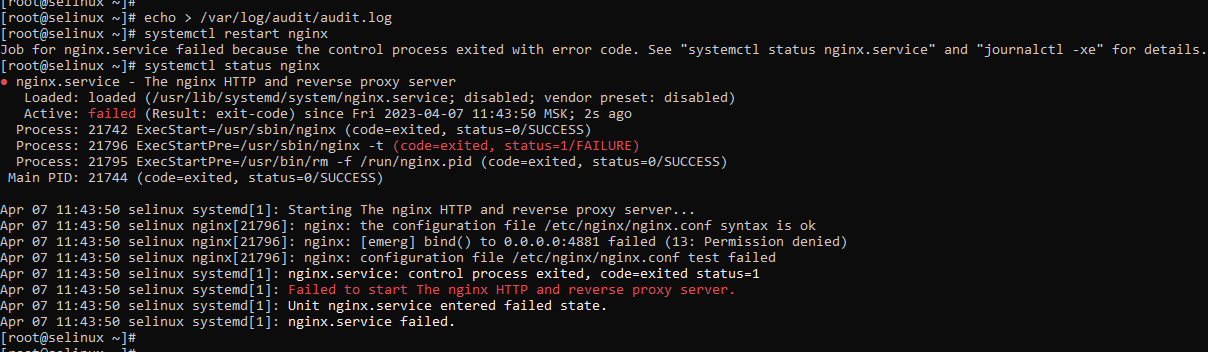 [root@selinux ~]#
[root@selinux ~]# echo > /var/log/audit/audit.log
[root@selinux ~]# systemctl restart nginx
Job for nginx.service failed because the control process exited with error code. See "systemctl status nginx.service" and "journalctl -xe" for details.
[root@selinux ~]# systemctl status nginx
● nginx.service - The nginx HTTP and reverse proxy server
   Loaded: loaded (/usr/lib/systemd/system/nginx.service; disabled; vendor preset: disabled)
   Active: failed (Result: exit-code) since Fri 2023-04-07 11:43:50 MSK; 2s ago
  Process: 21742 ExecStart=/usr/sbin/nginx (code=exited, status=0/SUCCESS)
  Process: 21796 ExecStartPre=/usr/sbin/nginx -t (code=exited, status=1/FAILURE)
  Process: 21795 ExecStartPre=/usr/bin/rm -f /run/nginx.pid (code=exited, status=0/SUCCESS)
 Main PID: 21744 (code=exited, status=0/SUCCESS)

Apr 07 11:43:50 selinux systemd[1]: Starting The nginx HTTP and reverse proxy server...
Apr 07 11:43:50 selinux nginx[21796]: nginx: the configuration file /etc/nginx/nginx.conf syntax is ok
Apr 07 11:43:50 selinux nginx[21796]: nginx: [emerg] bind() to 0.0.0.0:4881 failed (13: Permission denied)
Apr 07 11:43:50 selinux nginx[21796]: nginx: configuration file /etc/nginx/nginx.conf test failed
Apr 07 11:43:50 selinux systemd[1]: nginx.service: control process exited, code=exited status=1
Apr 07 11:43:50 selinux systemd[1]: Failed to start The nginx HTTP and reverse proxy server.
Apr 07 11:43:50 selinux systemd[1]: Unit nginx.service entered failed state.
Apr 07 11:43:50 selinux systemd[1]: nginx.service failed.
[root@selinux ~]#
[root@selinux ~]#